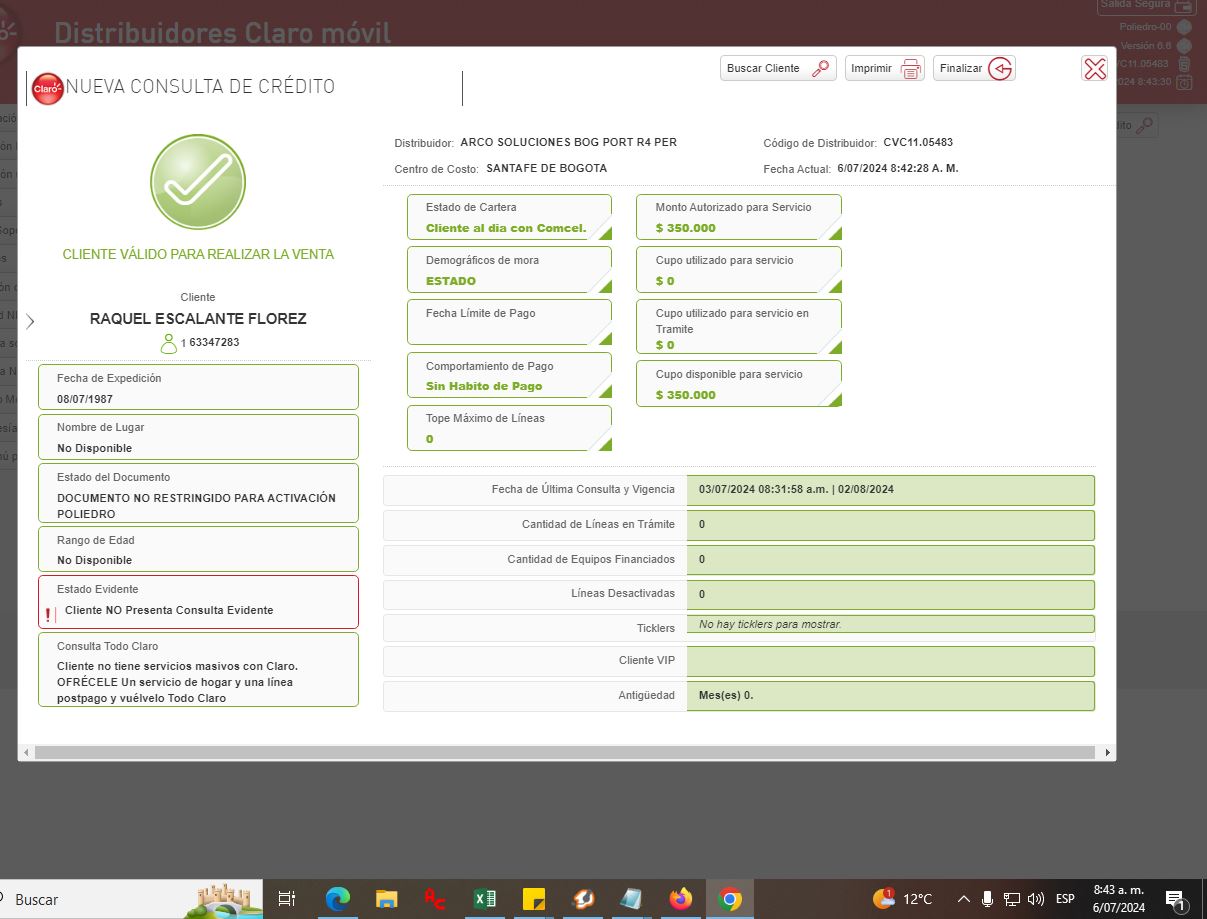 Distribuidores Claro móvil
Salida Segura
Poliedro-00
Versión 6.6
VC11.05483
2024 8:43:30
Claro
NUEVA CONSULTA DE CRÉDITO
Buscar Cliente
Imprimir
Finalizar
CLIENTE VÁLIDO PARA REALIZAR LA VENTA
Cliente
RAQUEL ESCALANTE FLOREZ
1 63347283
Fecha de Expedición
08/07/1987
Nombre de Lugar
No Disponible
Estado del Documento
DOCUMENTO NO RESTRINGIDO PARA ACTIVACIÓN
POLIEDRO
Rango de Edad
No Disponible
Estado Evidente
Cliente NO Presenta Consulta Evidente
Consulta Todo Claro
Cliente no tiene servicios masivos con Claro.
OFRÉCELE Un servicio de hogar y una línea
postpago y vuélvelo Todo Claro
Distribuidor: ARCO SOLUCIONES BOG PORT R4 PER
Código de Distribuidor: CVC11.05483
Centro de Costo: SANTAFE DE BOGOTA
Fecha Actual: 6/07/2024 8:42:28 A. M.
Estado de Cartera
Cliente al dia con Comcel.
Demográficos de mora
ESTADO
Fecha Límite de Pago
Comportamiento de Pago
Sin Habito de Pago
Tope Máximo de Líneas
0
Monto Autorizado para Servicio
$ 350.000
Cupo utilizado para servicio
$ 0
Cupo utilizado para servicio en
Tramite
$ 0
Cupo disponible para servicio
$ 350.000
Fecha de Última Consulta y Vigencia 03/07/2024 08:31:58 a.m. | 02/08/2024
Cantidad de Líneas en Trámite 0
Cantidad de Equipos Financiados 0
Líneas Desactivadas 0
Ticklers No hay ticklers para mostrar.
Cliente VIP
Antigüedad Mes(es) 0.
Buscar
1
12°C
ESP
8:43 a. m.
6/07/2024
1